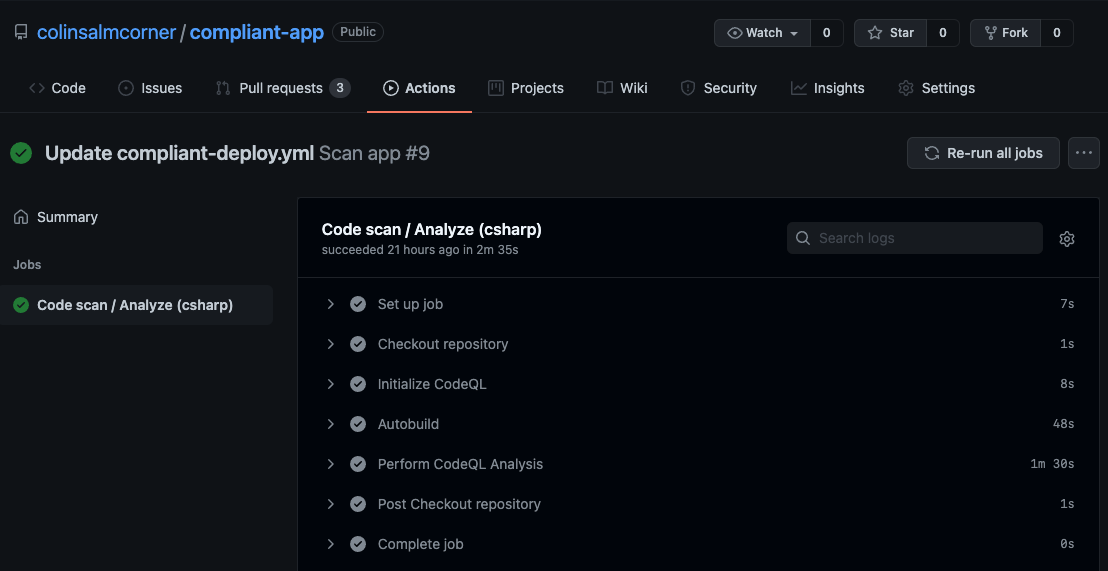 colinsalmcorner / compliant-app Public Watch 0 Star 0 Fork 0
Code Issues Pull requests 3 Actions Projects Wiki Security Insights Settings
Update compliant-deploy.yml Scan app #9 Re-run all jobs
Summary
Jobs
Code scan / Analyze (csharp)
Code scan / Analyze (csharp)
succeeded 21 hours ago in 2m 35s
Search logs
Set up job 7s
Checkout repository 1s
Initialize CodeQL 8s
Autobuild 48s
Perform CodeQL Analysis 1m 30s
Post Checkout repository 1s
Complete job 0s